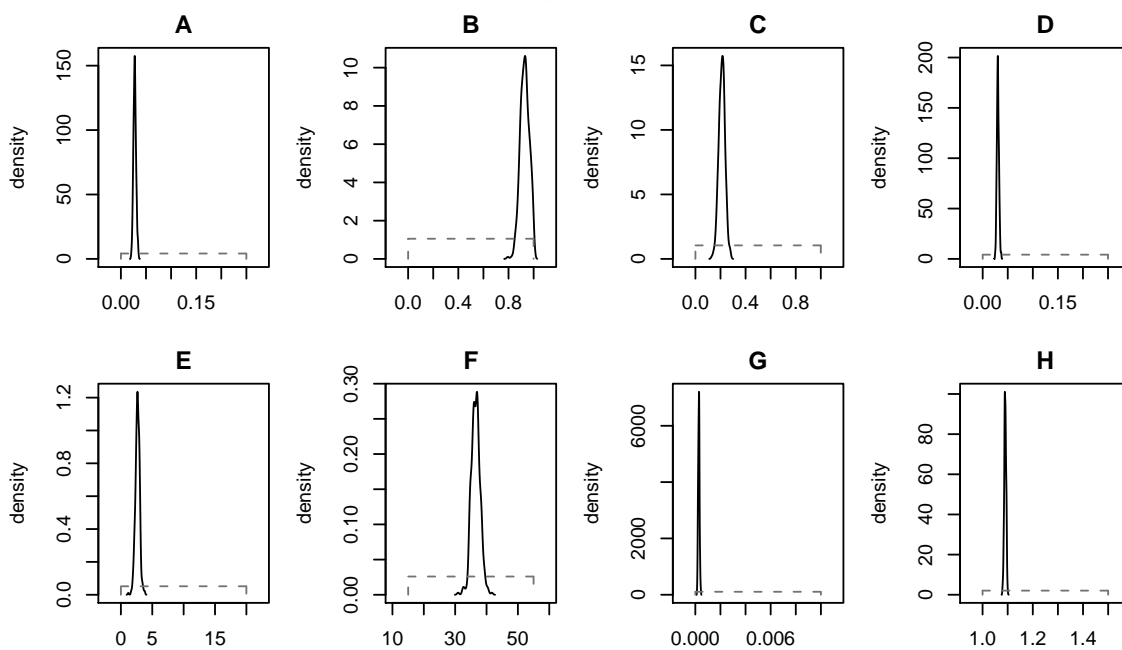 A B C D
density 0 50 100 150
density 0 2 4 6 8 10
density 0 5 10 15
density 0 50 100 150 200
0.00 0.15
0.0 0.4 0.8
0.0 0.4 0.8
0.00 0.15
E F G H
density 0.0 0.4 0.8 1.2
density 0.00 0.10 0.20 0.30
density 0 2000 6000
density 0 20 40 60 80
0 5 15
10 30 50
0.000 0.006
1.0 1.2 1.4